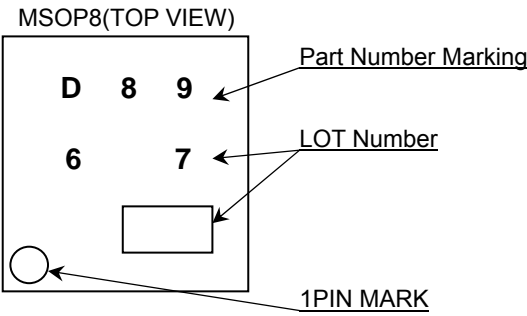 MSOP8(TOP VIEW)
Part Number Marking
D 8 9
LOT Number
6 7
1PIN MARK